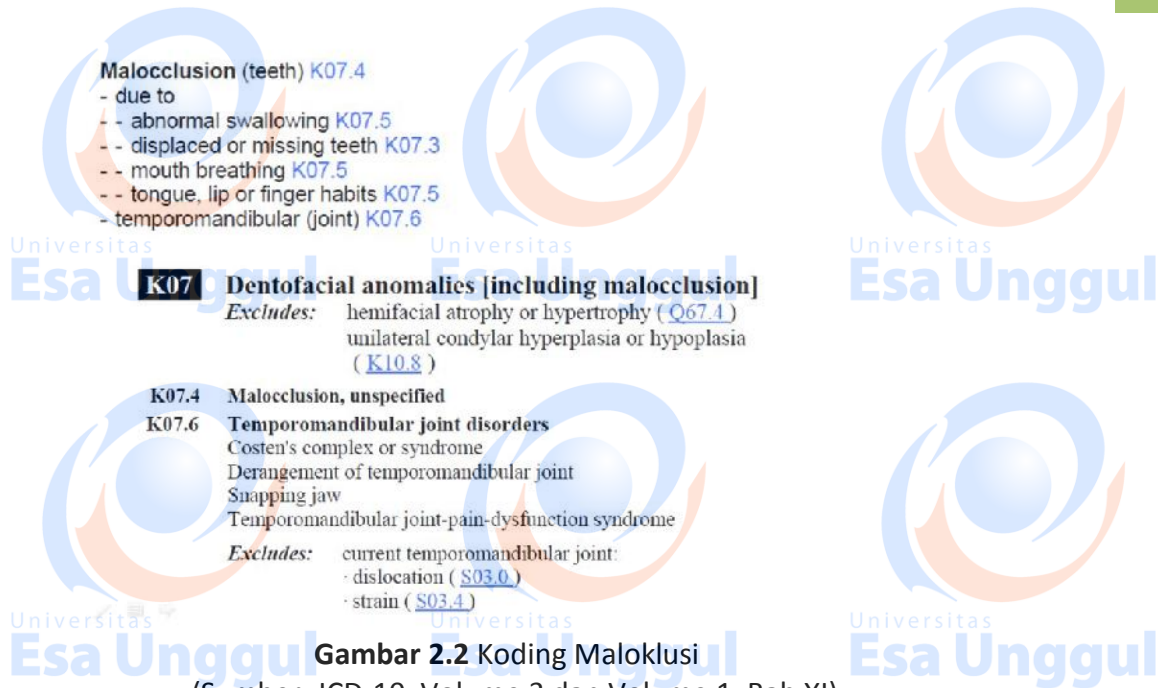 Malocclusion (teeth) K07.4
- due to
- - abnormal swallowing K07.5
- - displaced or missing teeth K07.3
- - mouth breathing K07.5
- - tongue, lip or finger habits K07.5
- temporomandibular (joint) K07.6
Universitas Universitas Universitas
Esa Unggul Esa Unggul Esa Unggul
K07 Dentofacial anomalies [including malocclusion]
Excludes: hemifacial atrophy or hypertrophy ( Q67.4 )
unilateral condylar hyperplasia or hypoplasia
( K10.8 )
K07.4 Malocclusion, unspecified
K07.6 Temporomandibular joint disorders
Costen's complex or syndrome
Derangement of temporomandibular joint
Snapping jaw
Temporomandibular joint-pain-dysfunction syndrome
Excludes: current temporomandibular joint:
· dislocation ( S03.0 )
· strain ( S03.4 )
Universitas Universitas Universitas
Esa Unggul Esa Unggul Esa Unggul
Gambar 2.2 Koding Maloklusi